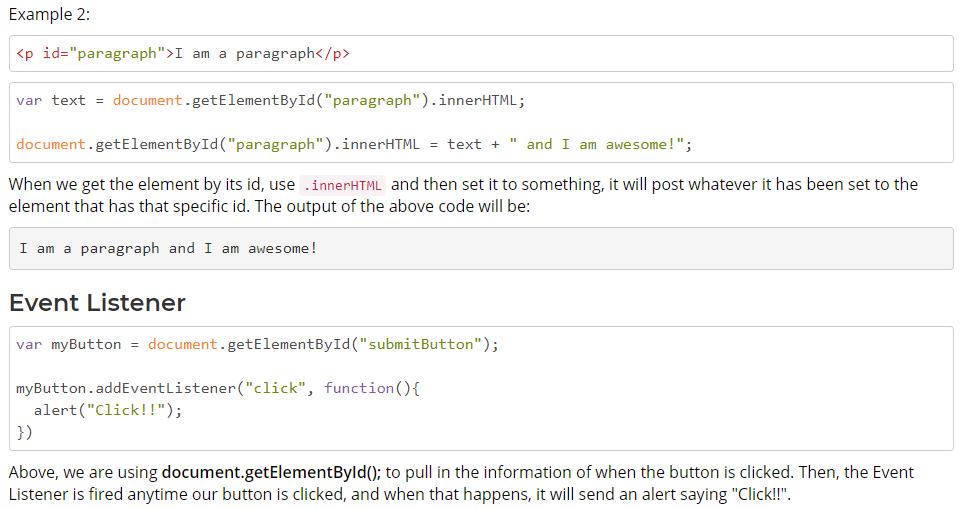 Example 2:
<p id="paragraph">I am a paragraph</p>
var text = document.getElementById("paragraph").innerHTML;
document.getElementById("paragraph").innerHTML = text + " and I am awesome!";
When we get the element by its id, use .innerHTML and then set it to something, it will post whatever it has been set to the
element that has that specific id. The output of the above code will be:
I am a paragraph and I am awesome!
Event Listener
var myButton = document.getElementById("submitButton");
myButton.addEventListener("click", function(){
  alert("Click!!");
})
Above, we are using document.getElementById(); to pull in the information of when the button is clicked. Then, the Event
Listener is fired anytime our button is clicked, and when that happens, it will send an alert saying "Click!!".